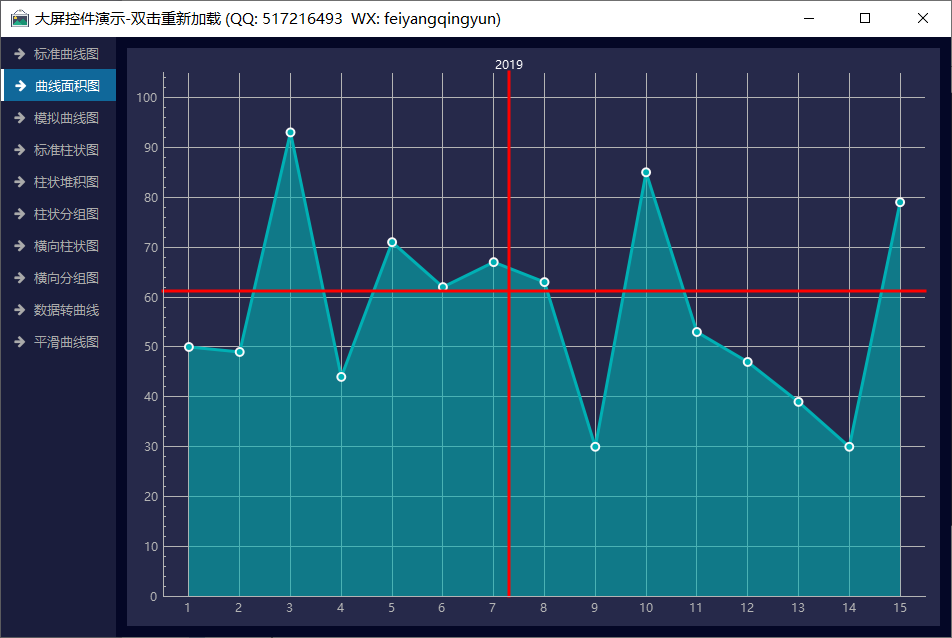 大屏控件演示-双击重新加载 (QQ: 517216493  WX: feiyangqingyun)
标准曲线图
曲线面积图
模拟曲线图
标准柱状图
柱状堆积图
柱状分组图
横向柱状图
横向分组图
数据转曲线
平滑曲线图
2019
100
90
80
70
60
50
40
30
20
10
0
1 2 3 4 5 6 7 8 9 10 11 12 13 14 15